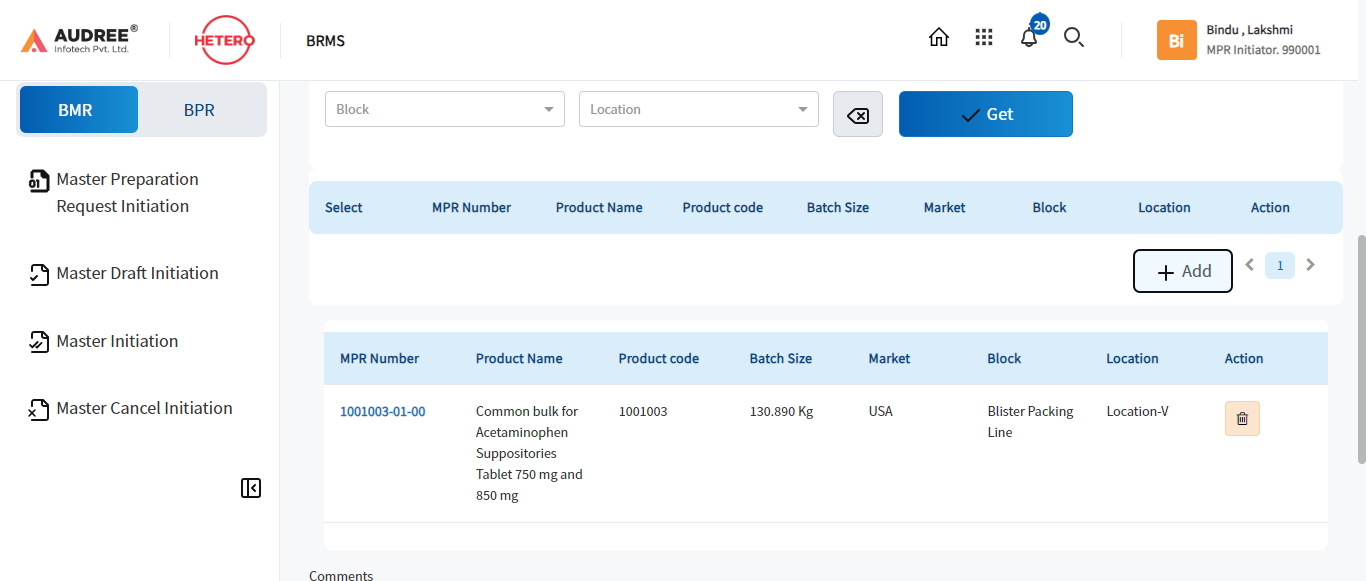 AUDREE®
Infotech Pvt. Ltd.
HETERO
BRMS
20
Bi
Bindu , Lakshmi
MPR Initiator. 990001
BMR
BPR
Master Preparation
Request Initiation
Master Draft Initiation
Master Initiation
Master Cancel Initiation
Block
Location
Get
Select MPR Number Product Name Product code Batch Size Market Block Location Action
Add
1
MPR Number Product Name Product code Batch Size Market Block Location Action
1001003-01-00 Common bulk for 1001003 130.890 Kg USA Blister Packing Location-V
Acetaminophen Line
Suppositories
Tablet 750 mg and
850 mg
Comments